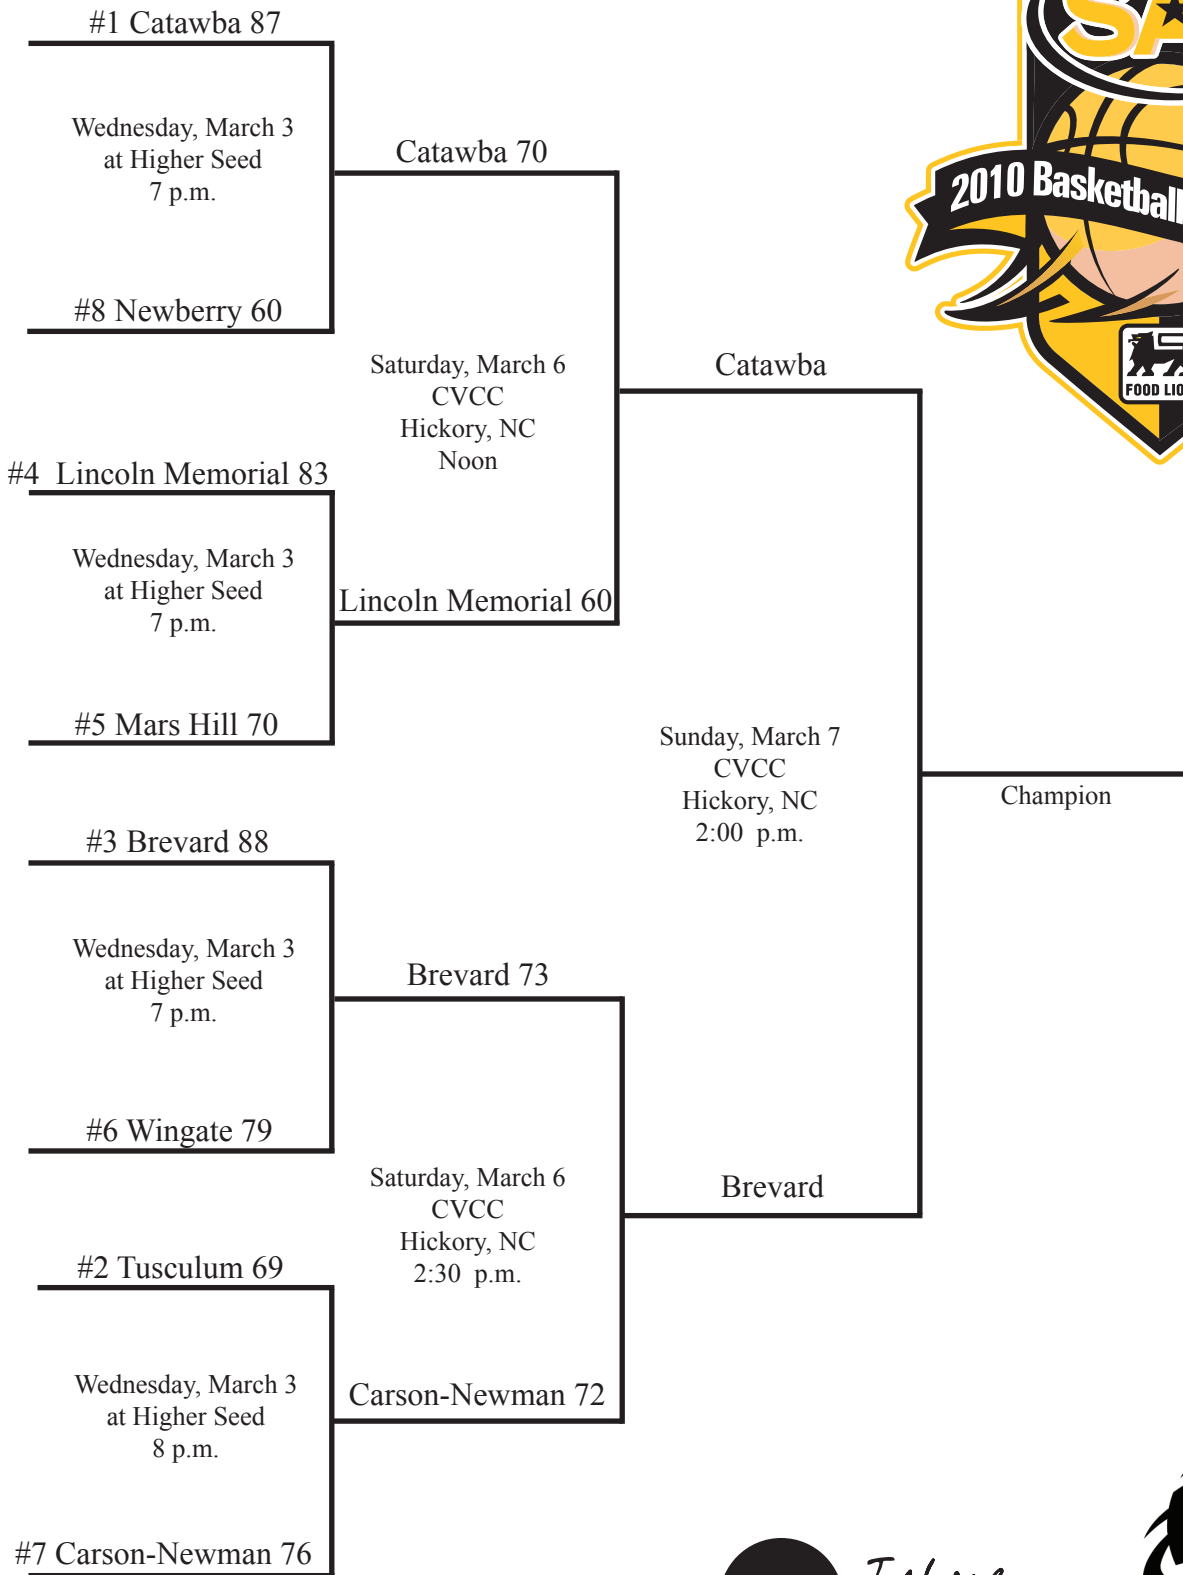 #1 Catawba 87
Wednesday, March 3
at Higher Seed
7 p.m.
#8 Newberry 60
Catawba 70
Saturday, March 6
CVCC
Hickory, NC
Noon
#4 Lincoln Memorial 83
Wednesday, March 3
at Higher Seed
7 p.m.
#5 Mars Hill 70
Lincoln Memorial 60
Catawba
Sunday, March 7
CVCC
Hickory, NC
2:00 p.m.
Champion
#3 Brevard 88
Wednesday, March 3
at Higher Seed
7 p.m.
#6 Wingate 79
Brevard 73
Saturday, March 6
CVCC
Hickory, NC
2:30 p.m.
Brevard
#2 Tusculum 69
Wednesday, March 3
at Higher Seed
8 p.m.
#7 Carson-Newman 76
Carson-Newman 72
SA
2010 Basketball
FOOD LIO